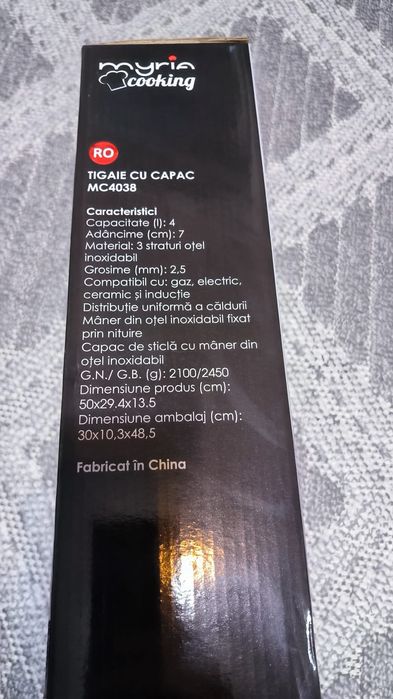 myria
cooking
RO
TIGAIE CU CAPAC
MC4038
Caracteristici
Capacitate (l): 4
Adâncime (cm): 7
Material: 3 straturi oțel
inoxidabil
Grosime (mm): 2,5
Compatibil cu: gaz, electric,
ceramic și inducție
Distribuție uniformă a căldurii
Mâner din oțel inoxidabil fixat
prin nituire
Capac de sticlă cu mâner din
oțel inoxidabil
G.N./ G.B. (g): 2100/2450
Dimensiune produs (cm):
50x29.4x13.5
Dimensiune ambalaj (cm):
30x10,3x48,5
Fabricat în China